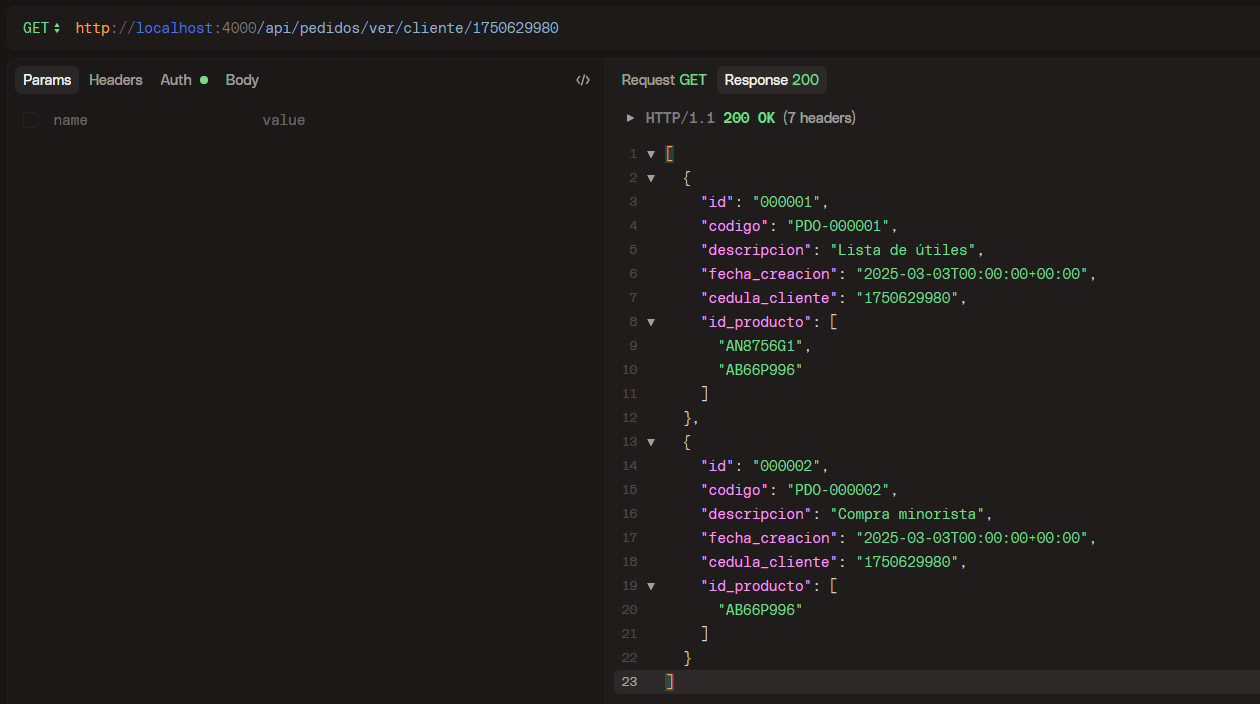 GET http://localhost:4000/api/pedidos/ver/cliente/1750629980
Params Headers Auth Body </>
name value
Request GET Response 200
HTTP/1.1 200 OK (7 headers)
1 [
2 {
3 "id": "000001",
4 "codigo": "PDO-000001",
5 "descripcion": "Lista de útiles",
6 "fecha_creacion": "2025-03-03T00:00:00+00:00",
7 "cedula_cliente": "1750629980",
8 "id_producto": [
9 "AN8756G1",
10 "AB66P996"
11 ]
12 },
13 {
14 "id": "000002",
15 "codigo": "PDO-000002",
16 "descripcion": "Compra minorista",
17 "fecha_creacion": "2025-03-03T00:00:00+00:00",
18 "cedula_cliente": "1750629980",
19 "id_producto": [
20 "AB66P996"
21 ]
22 }
23 ]